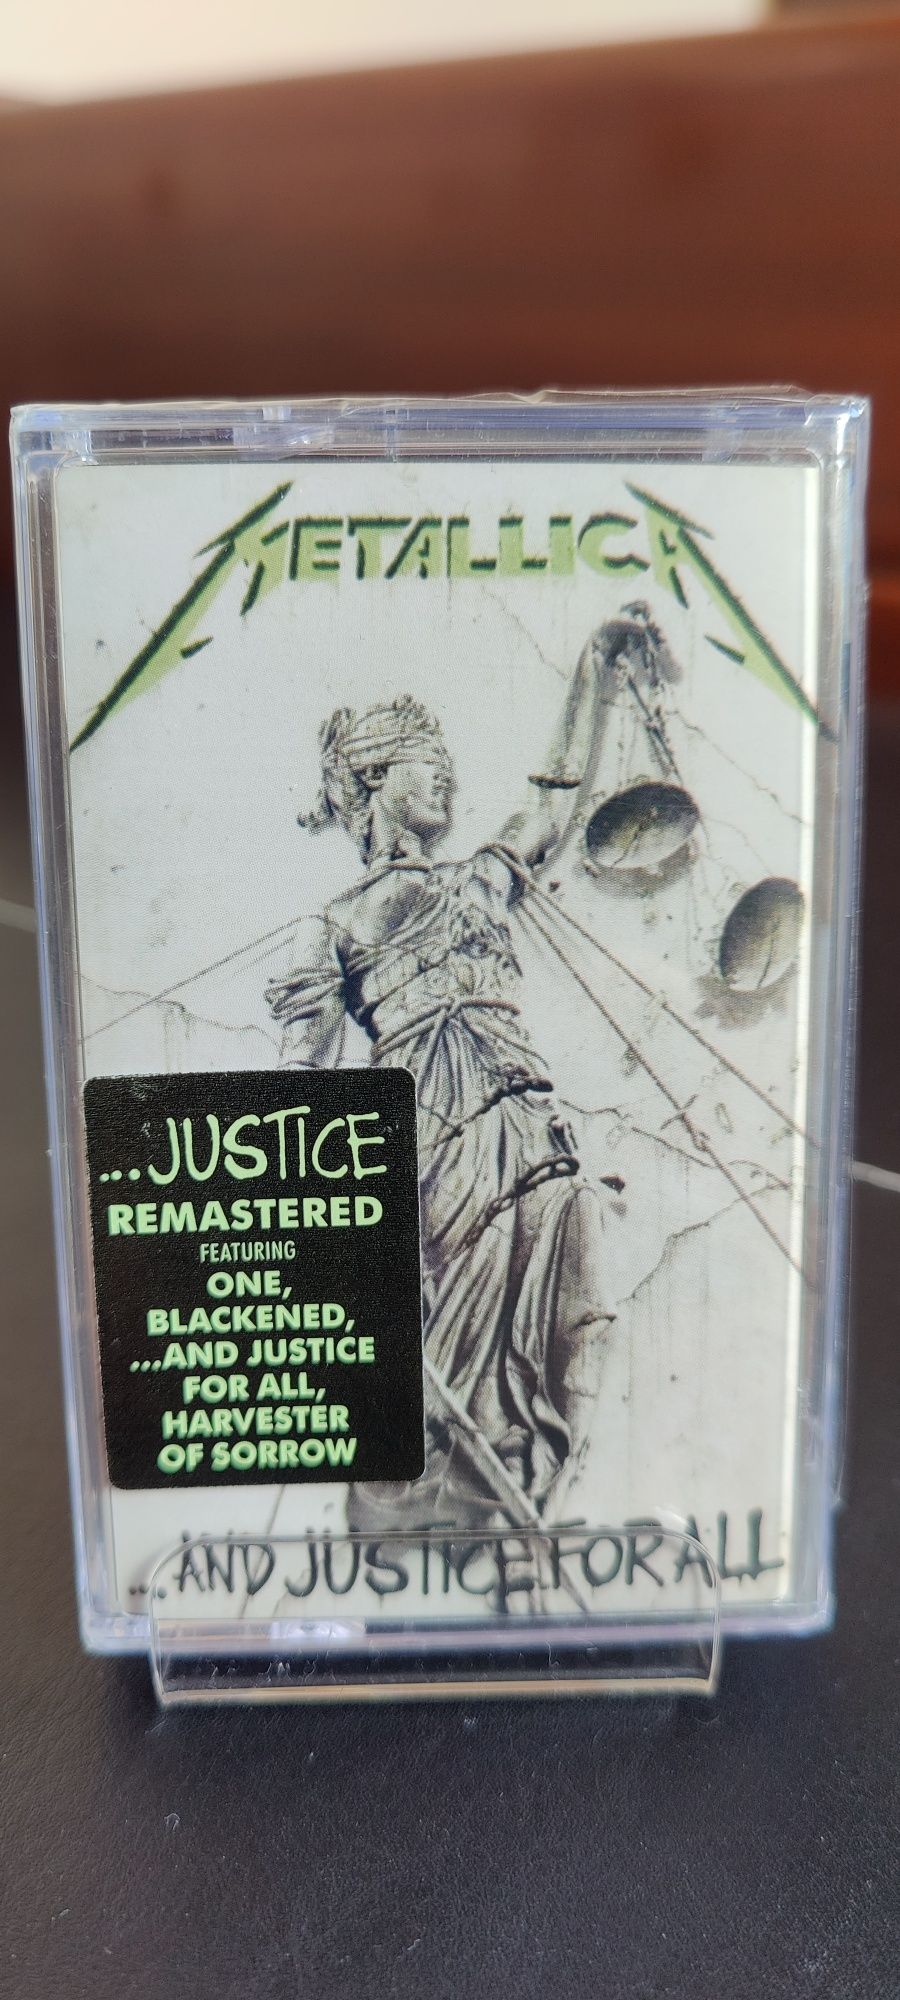 METALLICA
...JUSTICE
REMASTERED
FEATURING
ONE,
BLACKENED,
...AND JUSTICE
FOR ALL,
HARVESTER
OF SORROW
...AND JUSTICE FOR ALL